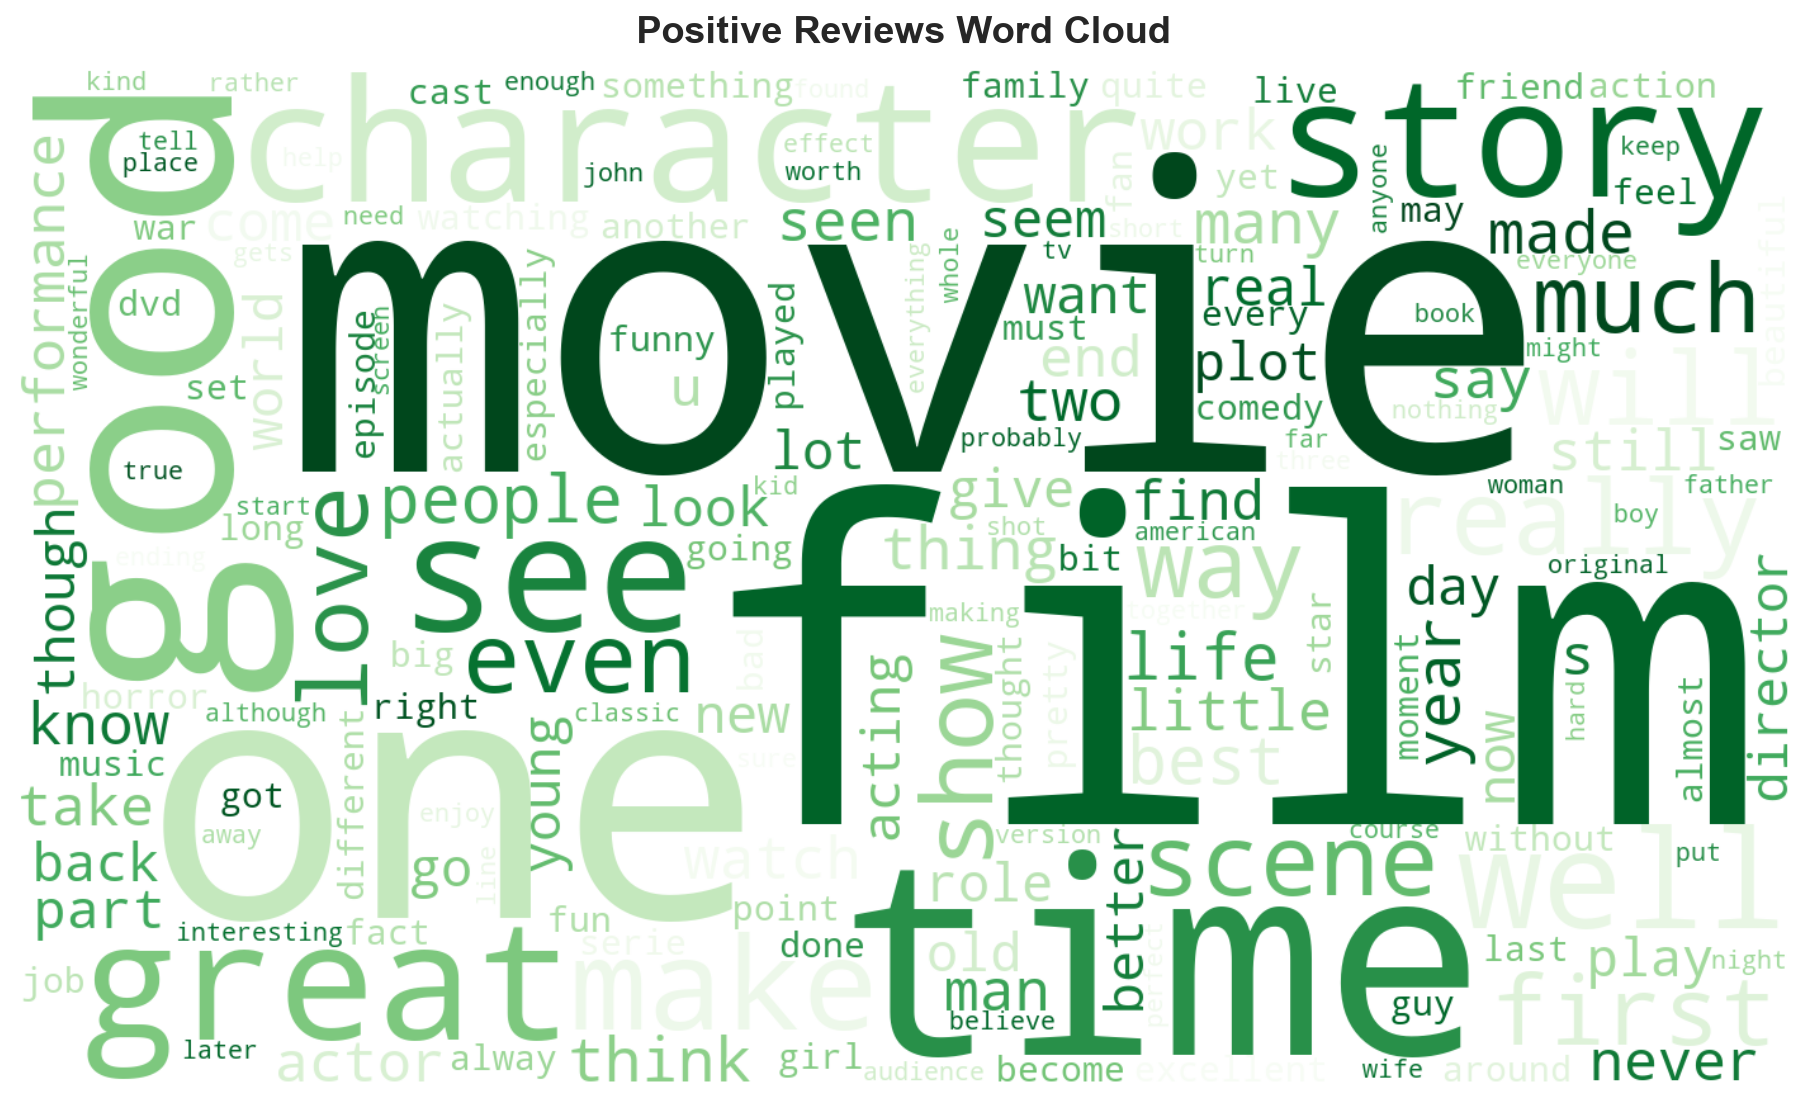 Positive Reviews Word Cloud
kind
rather
cast
enough
something
found
family
quite
live
friend
action
good
character
story
tell
place
help
john
effect
worth
work
fan
yet
anyone
keep
feel
performance
war
come
need
watching
another
seen
seem
short
many
may
made
beautiful
gets
wonderful
dvd
world
movie
especially
everything
whole
tv
turn
everyone
want
real
much
set
episode
screen
actually
funny
u
played
must
every
book
might
end
plot
say
will
two
comedy
nothing
lot
probably
far
three
still
saw
true
start
long
love
people
look
kid
give
find
woman
father
really
boy
though
ending
see
going
film
thing
shot
american
bit
way
original
day
director
making
together
even
big
bad
acting
show
thought
pretty
life
star
moment
year
s
hard
almost
horror
know
although
right
classic
new
little
now
music
one
young
sure
best
take
got
away
different
enjoy
line
go
watch
version
better
course
without
put
back
role
scene
well
part
interesting
fact
fun
point
time
great
serie
make
done
old
man
perfect
last
play
night
job
believe
guy
first
later
actor
alway
think
girl
audience
become
excellent
wife
around
never